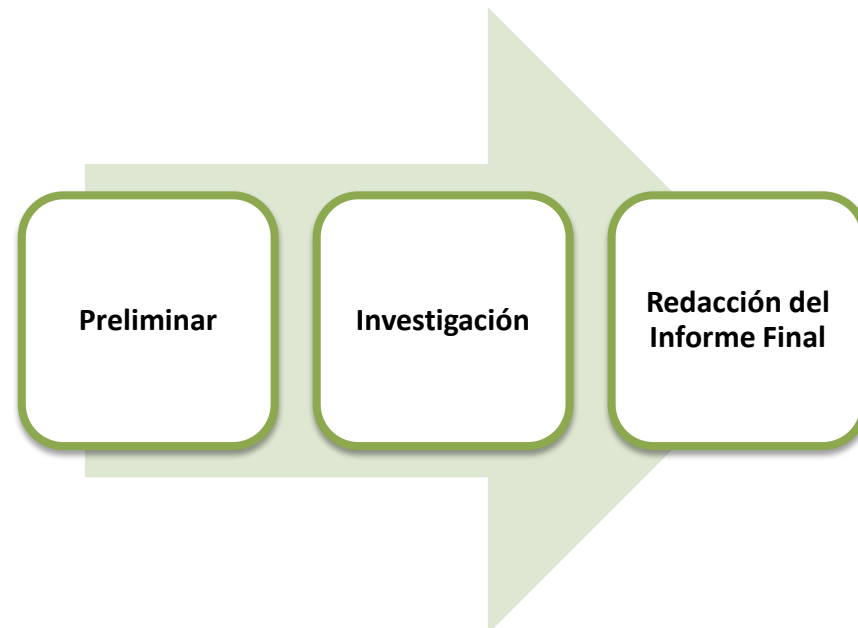 Preliminar
Investigación
Redacción del
Informe Final